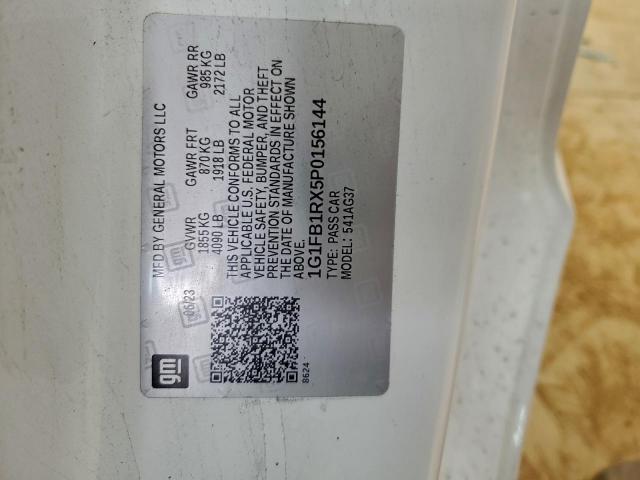 gm
06/23
MFD BY GENERAL MOTORS LLC
GVWR GAWR FRT GAWR RR
1855 KG 870 KG 985 KG
4090 LB 1918 LB 2172 LB
THIS VEHICLE CONFORMS TO ALL
APPLICABLE U.S. FEDERAL MOTOR
VEHICLE SAFETY, BUMPER, AND THEFT
PREVENTION STANDARDS IN EFFECT ON
THE DATE OF MANUFACTURE SHOWN
ABOVE.
1G1FB1RX5P0156144
TYPE: PASS CAR
MODEL: 541AG37
8624